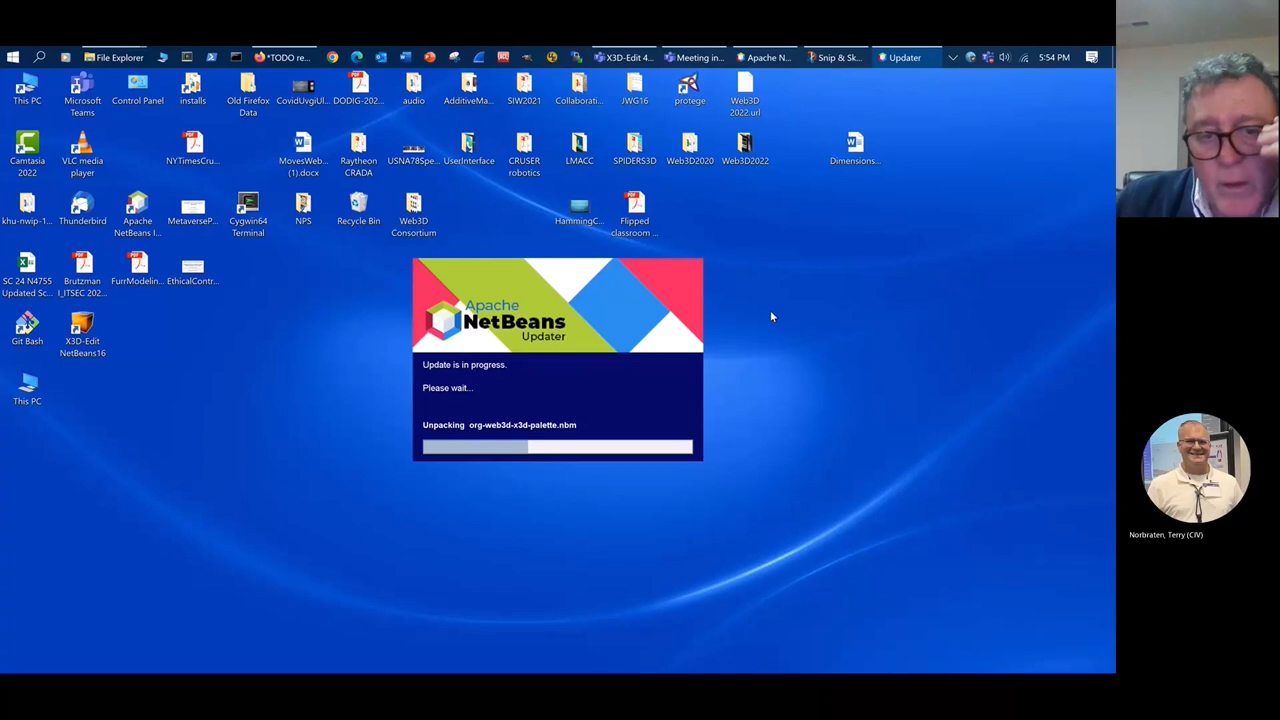 File Explorer
*TODO re...
X3D-Edit 4...
Meeting in...
Apache N...
Snip & Sk...
Updater
5:54 PM
This PC
Microsoft
Teams
Control Panel
installs
Old Firefox
Data
CovidUvgiUl...
DODIG-202...
audio
AdditiveMa...
SIW2021
Collaborati...
JWG16
protege
Web3D
2022.url
Camtasia
2022
VLC media
player
NYTimesCru...
MovesWeb...
(1).docx
Raytheon
CRADA
USNA78Spe...
UserInterface
CRUSER
robotics
LMACC
SPIDERS3D
Web3D2020
Web3D2022
Dimensions...
khu-nwip-1...
Thunderbird
Apache
NetBeans I...
MetaverseP...
Cygwin64
Terminal
NPS
Recycle Bin
Web3D
Consortium
HammingC...
Flipped
classroom ...
SC 24 N4755
Updated Sc...
Brutzman
I_ITSEC 202...
FurrModelin...
EthicalContr...
Git Bash
X3D-Edit
NetBeans16
This PC
Apache
NetBeans
Updater
Update is in progress.
Please wait...
Unpacking org-web3d-x3d-palette.nbm
Norbraten, Terry (CIV)